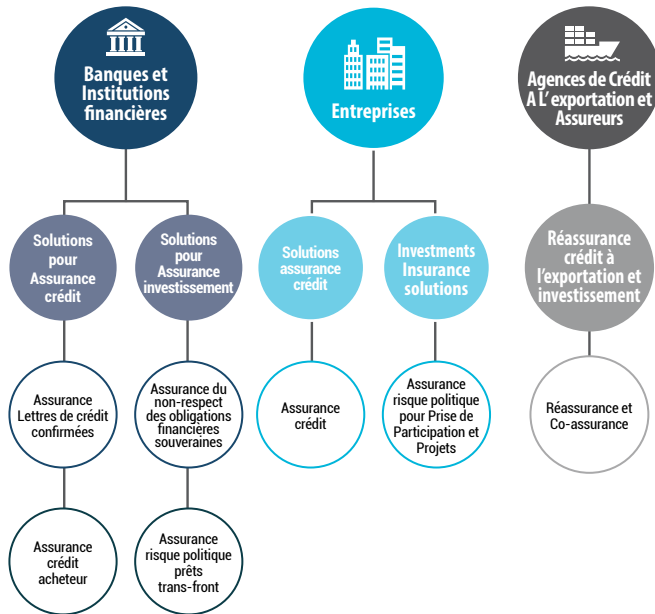 Banques et
Institutions
financières
Entreprises
Agences de Crédit
A L'exportation et
Assureurs
Solutions
pour
Assurance
crédit
Solutions
pour
Assurance
investissement
Solutions
assurance
crédit
Investments
Insurance
solutions
Réassurance
crédit à
l'exportation et
investissement
Assurance
Lettres de crédit
confirmées
Assurance du
non-respect
des obligations
financières
souveraines
Assurance
crédit
Assurance
risque politique
pour Prise de
Participation et
Projets
Réassurance et
Co-assurance
Assurance
crédit
acheteur
Assurance
risque politique
prêts
trans-front